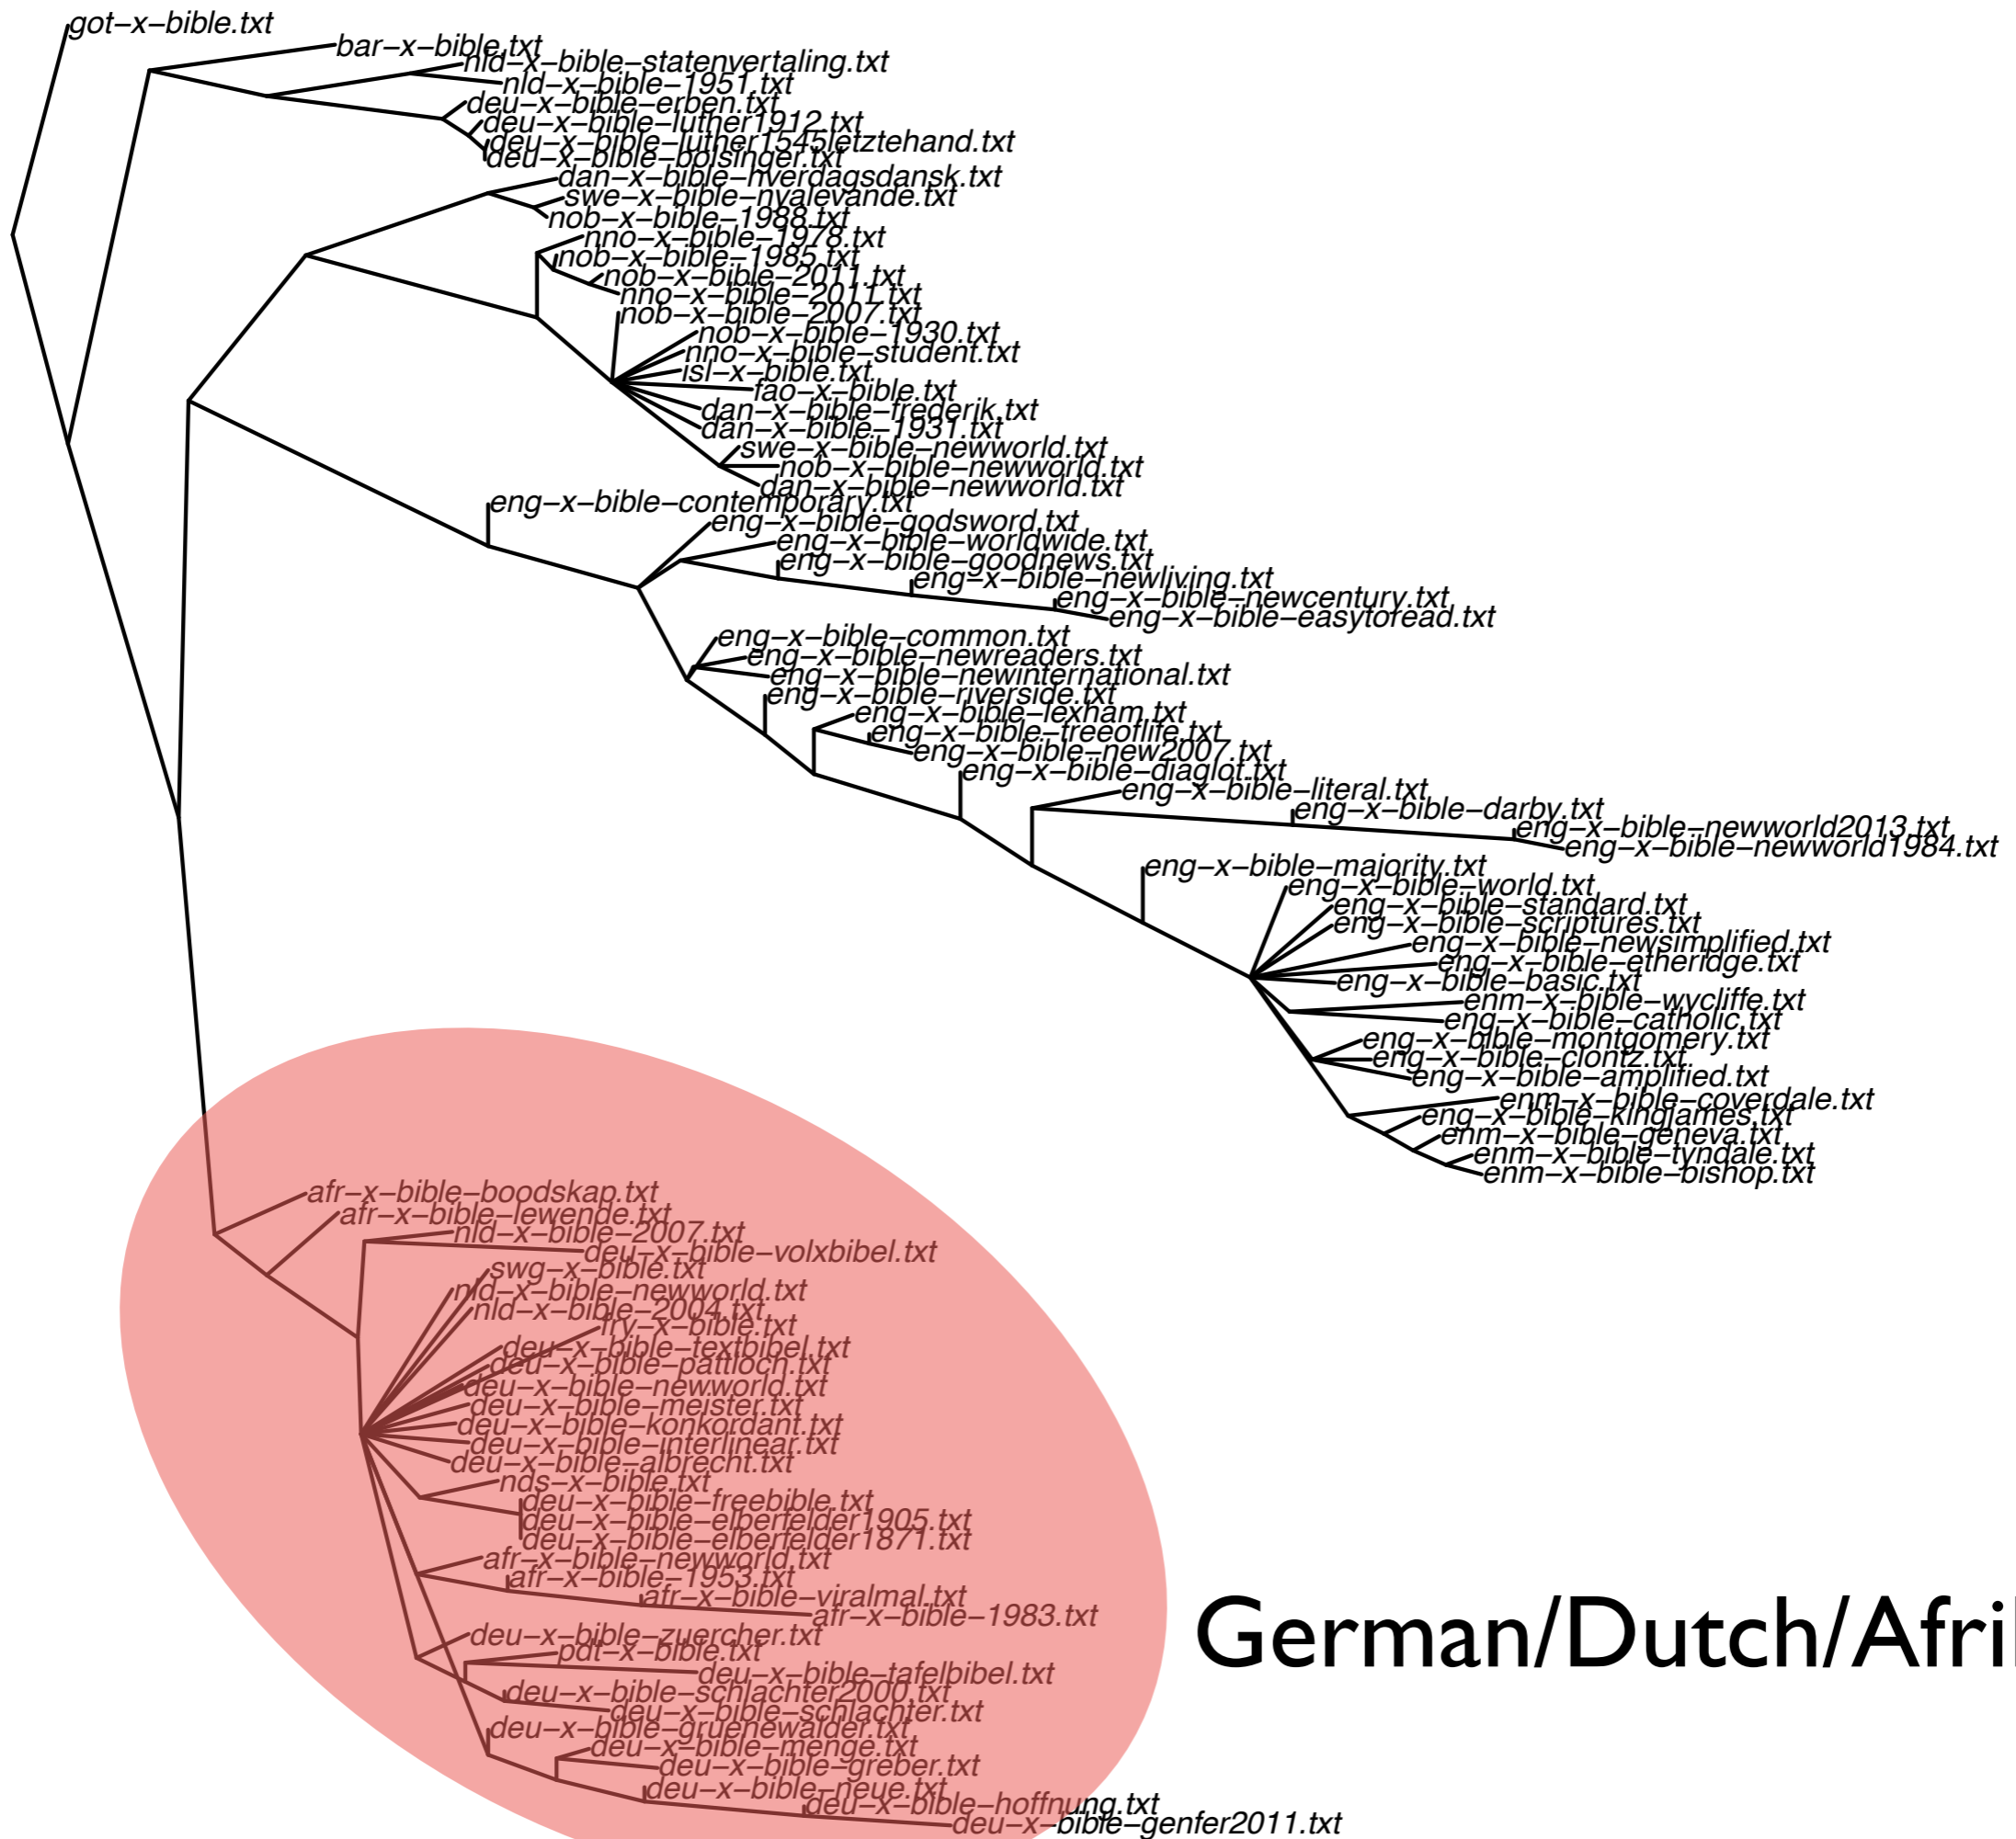 got–x–bible.txt
bar–x–bible.txt
nld–x–bible–statenvertaling.txt
nld–x–bible–1951.txt
deu–x–bible–erben.txt
deu–x–bible–luther1912.txt
deu–x–bible–luther1545letztehand.txt
deu–x–bible–bolsinger.txt
dan–x–bible–hverdagsdansk.txt
swe–x–bible–nyalevande.txt
nob–x–bible–1988.txt
nno–x–bible–1978.txt
nob–x–bible–1985.txt
nob–x–bible–2011.txt
nno–x–bible–2011.txt
nob–x–bible–2007.txt
nob–x–bible–1930.txt
nno–x–bible–student.txt
isl–x–bible.txt
fao–x–bible.txt
dan–x–bible–frederik.txt
dan–x–bible–1931.txt
swe–x–bible–newworld.txt
nob–x–bible–newworld.txt
dan–x–bible–newworld.txt
eng–x–bible–contemporary.txt
eng–x–bible–godsword.txt
eng–x–bible–worldwide.txt
eng–x–bible–goodnews.txt
eng–x–bible–newliving.txt
eng–x–bible–newcentury.txt
eng–x–bible–easytoread.txt
eng–x–bible–common.txt
eng–x–bible–newreaders.txt
eng–x–bible–newinternational.txt
eng–x–bible–riverside.txt
eng–x–bible–lexham.txt
eng–x–bible–treeoflife.txt
eng–x–bible–new2007.txt
eng–x–bible–diaglot.txt
eng–x–bible–literal.txt
eng–x–bible–darby.txt
eng–x–bible–newworld2013.txt
eng–x–bible–newworld1984.txt
eng–x–bible–majority.txt
eng–x–bible–world.txt
eng–x–bible–standard.txt
eng–x–bible–scriptures.txt
eng–x–bible–newsimplified.txt
eng–x–bible–etheridge.txt
eng–x–bible–basic.txt
enm–x–bible–wycliffe.txt
eng–x–bible–catholic.txt
eng–x–bible–montgomery.txt
eng–x–bible–clontz.txt
eng–x–bible–amplified.txt
enm–x–bible–coverdale.txt
eng–x–bible–kingjames.txt
enm–x–bible–geneva.txt
enm–x–bible–tyndale.txt
enm–x–bible–bishop.txt
afr–x–bible–boodskap.txt
afr–x–bible–lewende.txt
nld–x–bible–2007.txt
deu–x–bible–volxbibel.txt
swg–x–bible.txt
nld–x–bible–newworld.txt
nld–x–bible–2004.txt
fry–x–bible.txt
deu–x–bible–textbibel.txt
deu–x–bible–pattloch.txt
deu–x–bible–newworld.txt
deu–x–bible–meister.txt
deu–x–bible–konkordant.txt
deu–x–bible–interlinear.txt
deu–x–bible–albrecht.txt
nds–x–bible.txt
deu–x–bible–freebible.txt
deu–x–bible–elberfelder1905.txt
deu–x–bible–elberfelder1871.txt
afr–x–bible–newworld.txt
afr–x–bible–1953.txt
afr–x–bible–viralmal.txt
afr–x–bible–1983.txt
German/Dutch/Afri
deu–x–bible–zuercher.txt
pdt–x–bible.txt
deu–x–bible–tafelbibel.txt
deu–x–bible–schlachter2000.txt
deu–x–bible–schlachter.txt
deu–x–bible–gruenewalder.txt
deu–x–bible–menge.txt
deu–x–bible–greber.txt
deu–x–bible–neue.txt
deu–x–bible–hoffnung.txt
deu–x–bible–genfer2011.txt